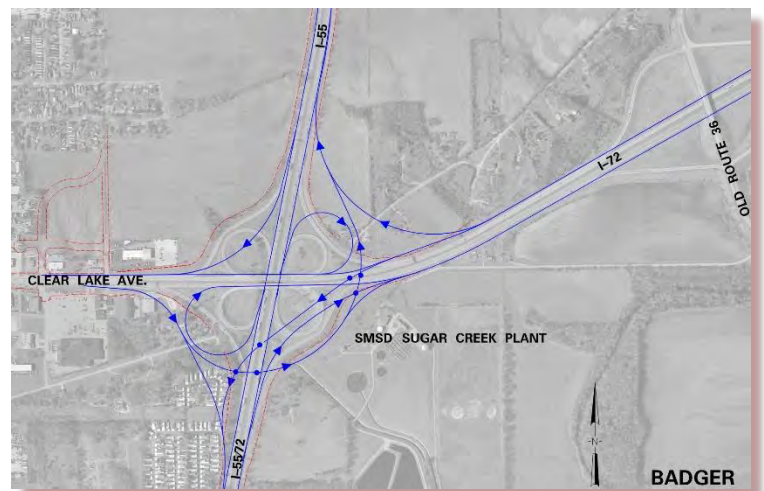 I-55
I-72
OLD ROUTE 36
CLEAR LAKE AVE.
SMSD SUGAR CREEK PLANT
I-55/72
-N-
BADGER